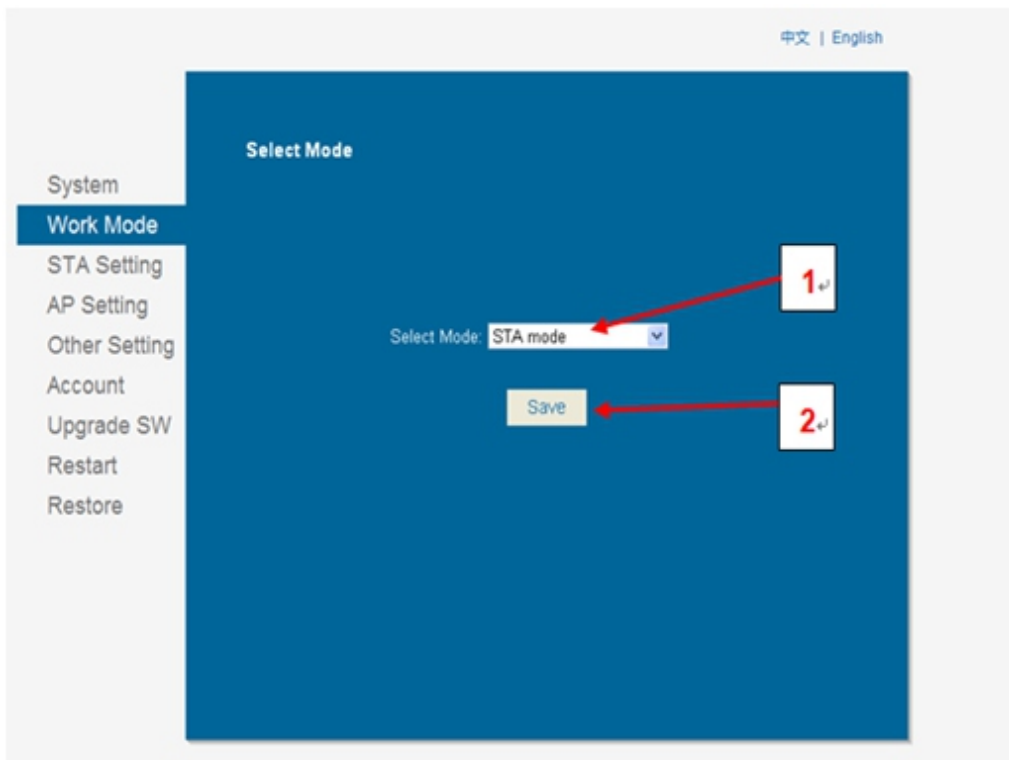 中文 | English
Select Mode
System
Work Mode
STA Setting
AP Setting
Other Setting
Account
Upgrade SW
Restart
Restore
Select Mode: STA mode
Save
1↵
2↵